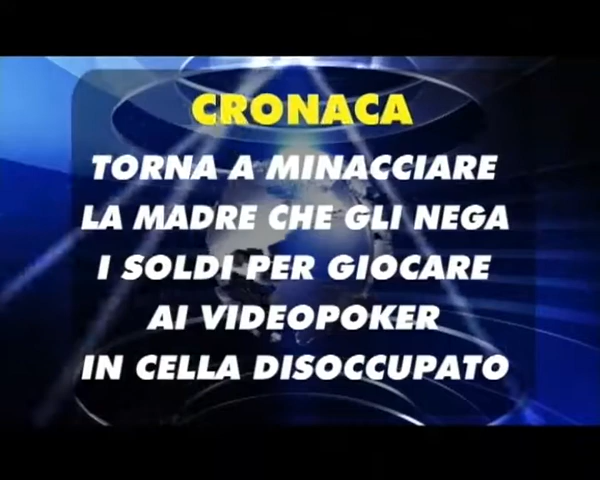 CRONACA
TORNA A MINACCIARE
LA MADRE CHE GLI NEGA
I SOLDI PER GIOCARE
AI VIDEOPOKER
IN CELLA DISOCCUPATO